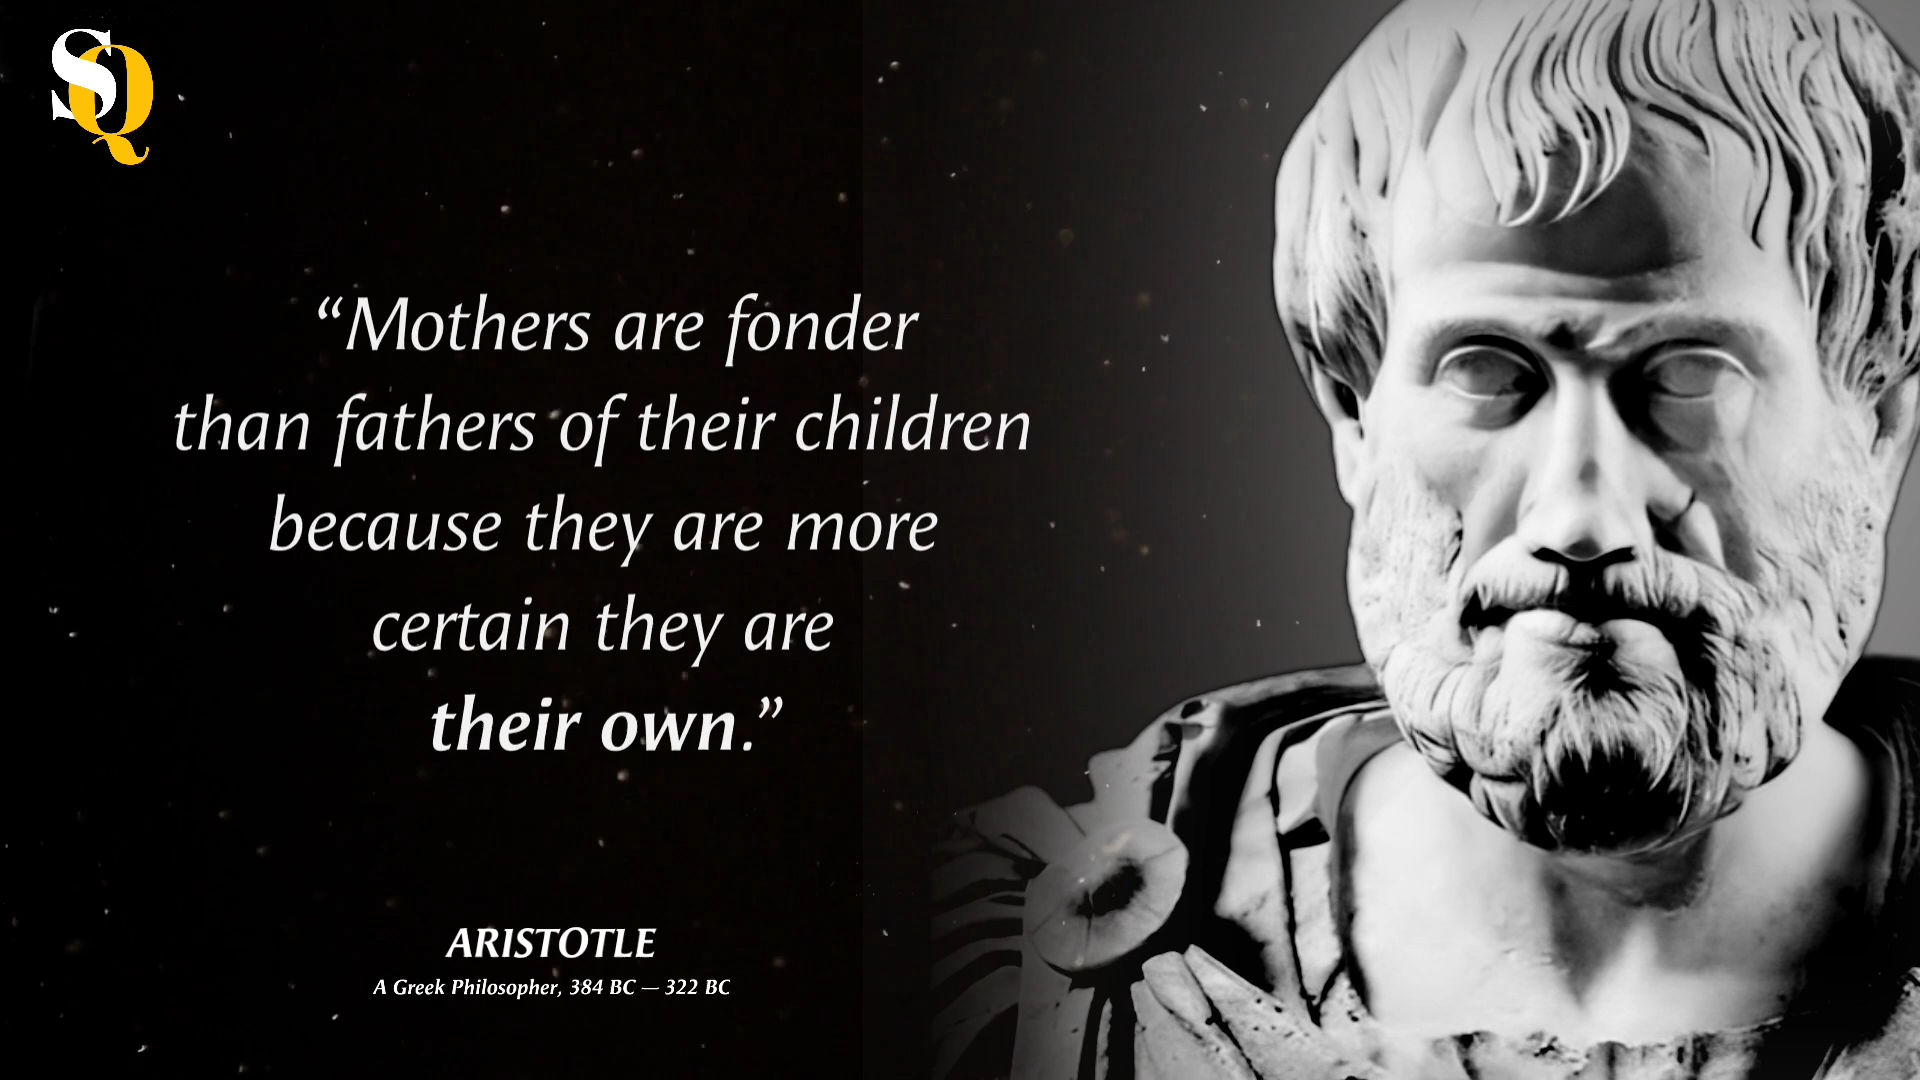 SQ
“Mothers are fonder
than fathers of their children
because they are more
certain they are
their own.”
ARISTOTLE
A Greek Philosopher, 384 BC — 322 BC